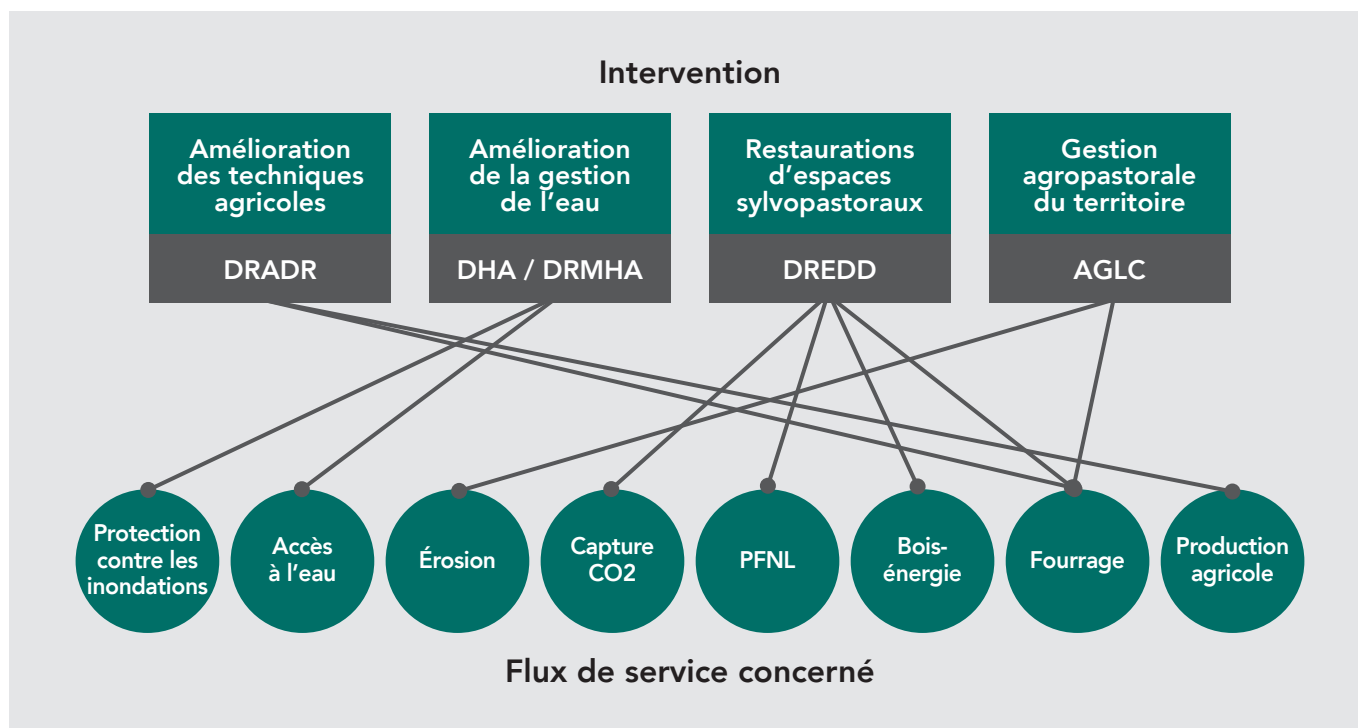 Intervention
Amélioration
des techniques
agricoles
DRADR
Amélioration
de la gestion
de l'eau
DHA / DRMHA
Restaurations
d'espaces
sylvopastoraux
DREDD
Gestion
agropastorale
du territoire
AGLC
Protection
contre les
inondations
Accès
à l'eau
Érosion
Capture
CO2
PFNL
Bois-
énergie
Fourrage
Production
agricole
Flux de service concerné